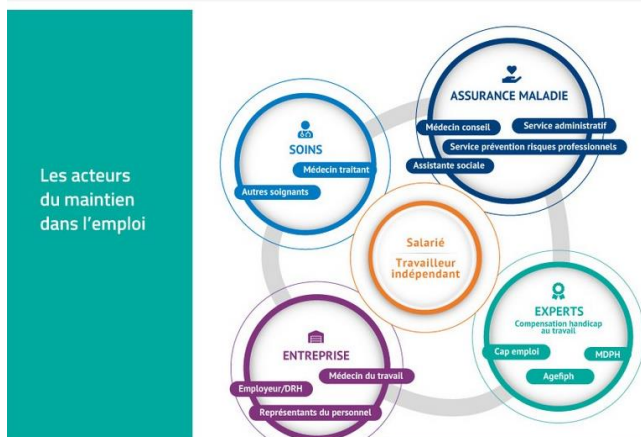 Les acteurs
du maintien
dans l'emploi
ASSURANCE MALADIE
Médecin conseil
Service administratif
Service prévention risques professionnels
Assistante sociale
SOINS
Médecin traitant
Autres soignants
Salarié
Travailleur
indépendant
EXPERTS
Compensation handicap
au travail
Cap emploi
MDPH
Agefiph
ENTREPRISE
Médecin du travail
Employeur/DRH
Représentants du personnel